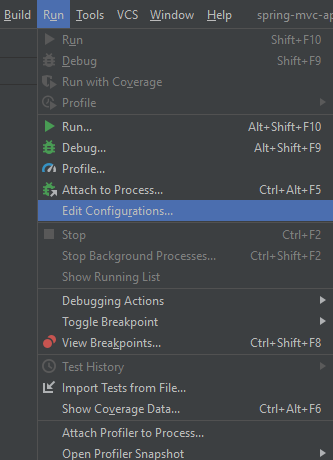 Build Run Tools VCS Window Help spring-mvc-ap
Run Shift+F10
Debug Shift+F9
Run with Coverage
Profile
Run... Alt+Shift+F10
Debug... Alt+Shift+F9
Profile...
Attach to Process... Ctrl+Alt+F5
Edit Configurations...
Stop Ctrl+F2
Stop Background Processes... Ctrl+Shift+F2
Show Running List
Debugging Actions
Toggle Breakpoint
View Breakpoints... Ctrl+Shift+F8
Test History
Import Tests from File...
Show Coverage Data... Ctrl+Alt+F6
Attach Profiler to Process...
Open Profiler Snapshot